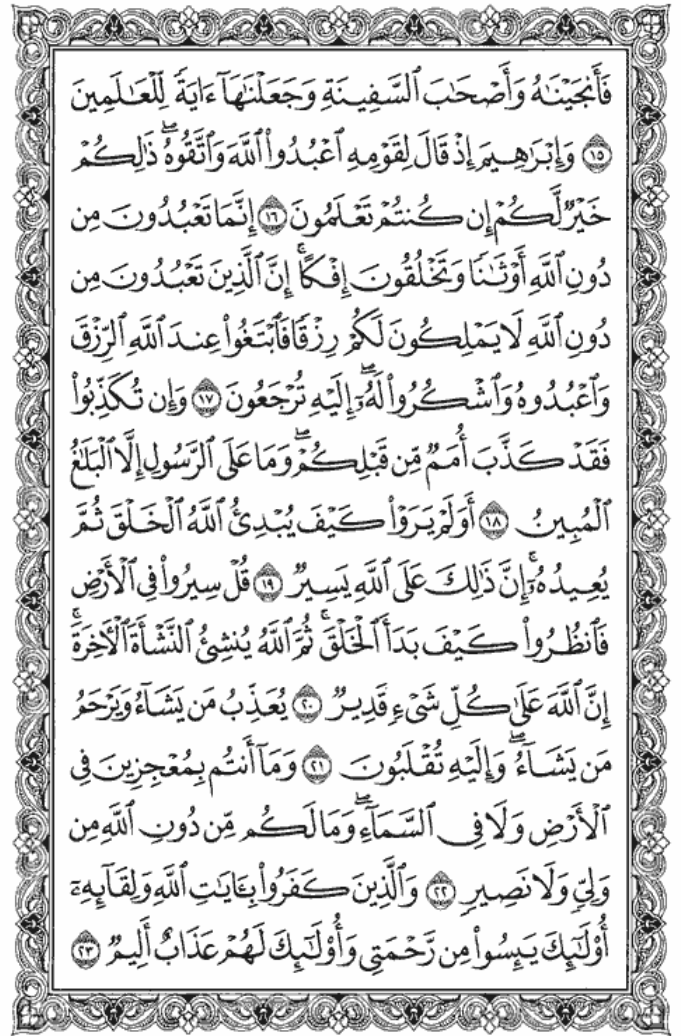 فَأَنجَيْنَٰهُ وَأَصْحَٰبَ ٱلسَّفِينَةِ وَجَعَلْنَٰهَآ ءَايَةً لِّلْعَٰلَمِينَ
١٥ وَإِبْرَٰهِيمَ إِذْ قَالَ لِقَوْمِهِ ٱعْبُدُوا۟ ٱللَّهَ وَٱتَّقُوهُ ۖ ذَٰلِكُمْ
خَيْرٌ لَّكُمْ إِن كُنتُمْ تَعْلَمُونَ ١٦ إِنَّمَا تَعْبُدُونَ مِن
دُونِ ٱللَّهِ أَوْثَٰنًا وَتَخْلُقُونَ إِفْكًا ۚ إِنَّ ٱلَّذِينَ تَعْبُدُونَ مِن
دُونِ ٱللَّهِ لَا يَمْلِكُونَ لَكُمْ رِزْقًا فَٱبْتَغُوا۟ عِندَ ٱللَّهِ ٱلرِّزْقَ
وَٱعْبُدُوهُ وَٱشْكُرُوا۟ لَهُۥٓ ۖ إِلَيْهِ تُرْجَعُونَ ١٧ وَإِن تُكَذِّبُوا۟
فَقَدْ كَذَّبَ أُمَمٌ مِّن قَبْلِكُمْ ۖ وَمَا عَلَى ٱلرَّسُولِ إِلَّا ٱلْبَلَٰغُ
ٱلْمُبِينُ ١٨ أَوَلَمْ يَرَوْا۟ كَيْفَ يُبْدِئُ ٱللَّهُ ٱلْخَلْقَ ثُمَّ
يُعِيدُهُۥٓ ۚ إِنَّ ذَٰلِكَ عَلَى ٱللَّهِ يَسِيرٌ ١٩ قُلْ سِيرُوا۟ فِى ٱلْأَرْضِ
فَٱنظُرُوا۟ كَيْفَ بَدَأَ ٱلْخَلْقَ ۚ ثُمَّ ٱللَّهُ يُنشِئُ ٱلنَّشْأَةَ ٱلْءَاخِرَةَ ۚ
إِنَّ ٱللَّهَ عَلَىٰ كُلِّ شَىْءٍ قَدِيرٌ ٢٠ يُعَذِّبُ مَن يَشَآءُ وَيَرْحَمُ
مَن يَشَآءُ ۖ وَإِلَيْهِ تُقْلَبُونَ ٢١ وَمَآ أَنتُم بِمُعْجِزِينَ فِى
ٱلْأَرْضِ وَلَا فِى ٱلسَّمَآءِ ۖ وَمَا لَكُم مِّن دُونِ ٱللَّهِ مِن
وَلِىٍّ وَلَا نَصِيرٍ ٢٢ وَٱلَّذِينَ كَفَرُوا۟ بِـَٔايَٰتِ ٱللَّهِ وَلِقَآئِهِۦٓ
أُو۟لَٰٓئِكَ يَئِسُوا۟ مِن رَّحْمَتِى وَأُو۟لَٰٓئِكَ لَهُمْ عَذَابٌ أَلِيمٌ ٢٣